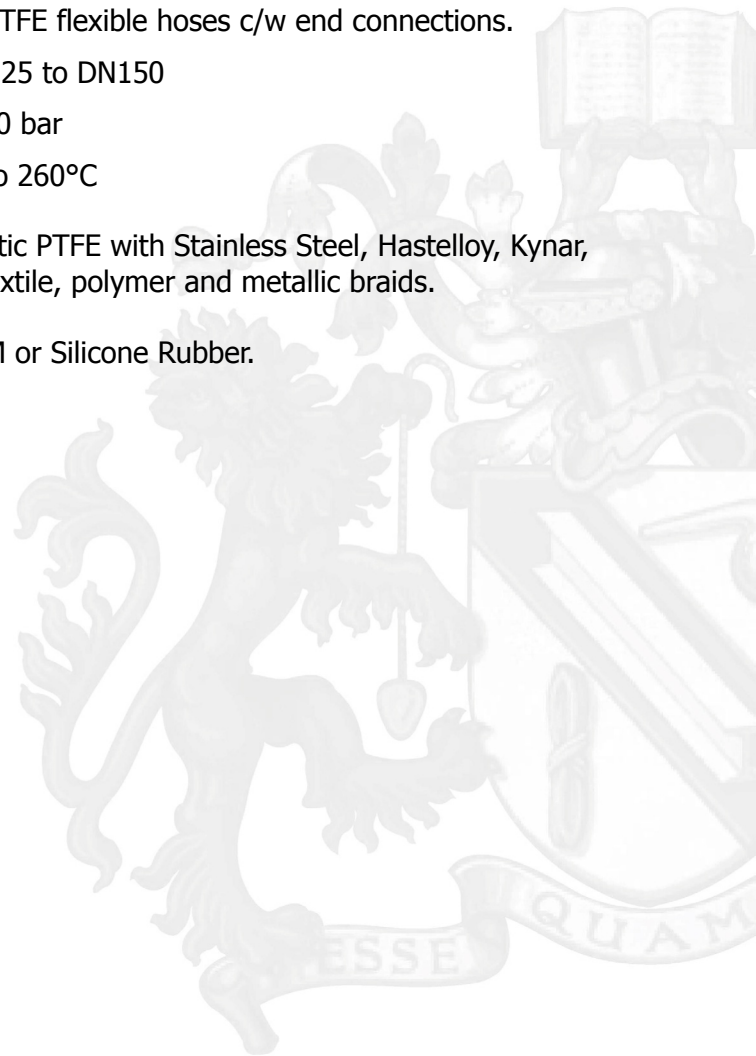 TFE flexible hoses c/w end connections.
25 to DN150
0 bar
o 260°C
tic PTFE with Stainless Steel, Hastelloy, Kynar,
xtile, polymer and metallic braids.
or Silicone Rubber.
ESSE
QUAM